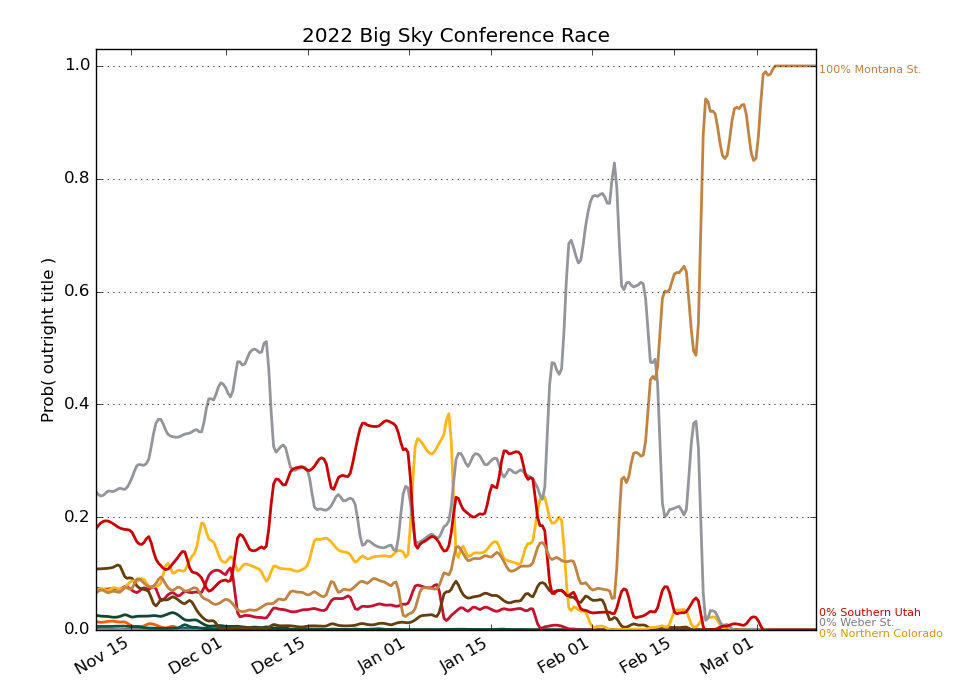 2022 Big Sky Conference Race
1.0
0.8
0.6
0.4
0.2
0.0
Prob( outright title )
100% Montana St.
0% Southern Utah
0% Weber St.
0% Northern Colorado
Nov 15
Dec 01
Dec 15
Jan 01
Jan 15
Feb 01
Feb 15
Mar 01